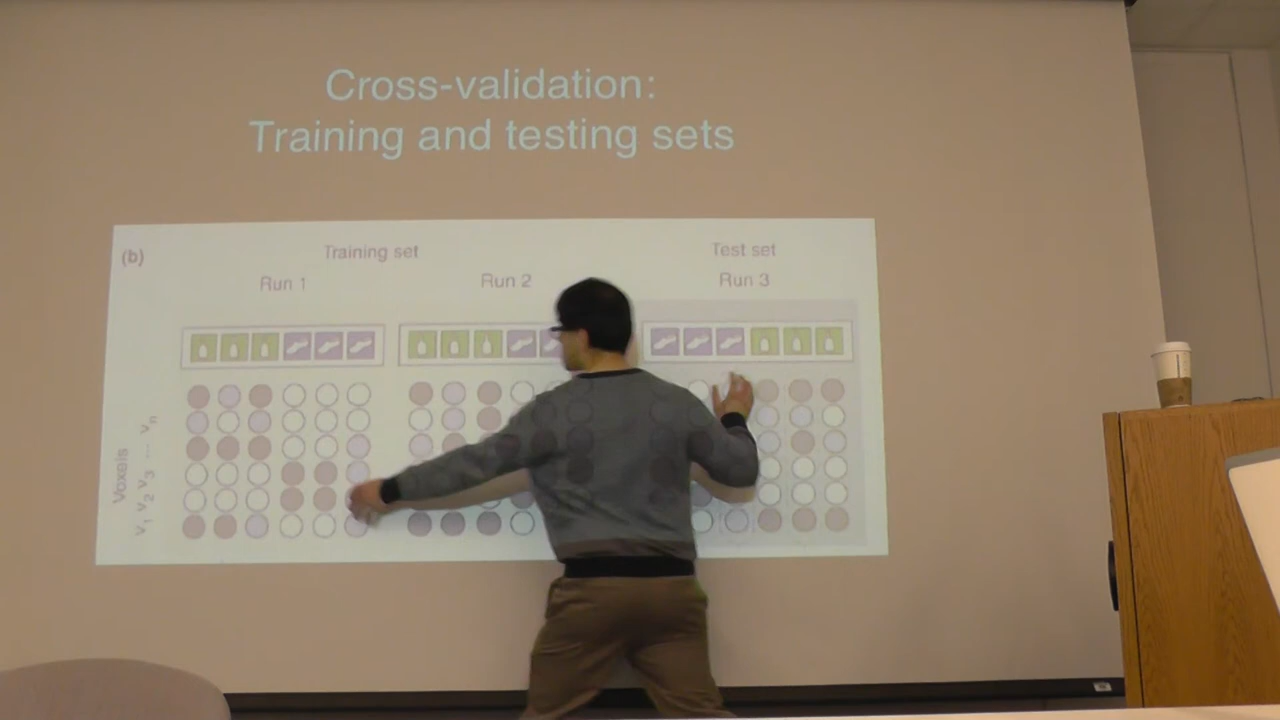 Cross-validation:
Training and testing sets
(b)
Training set
Test set
Run 1
Run 2
Run 3
Voxels
v1 v2 v3 ... vn